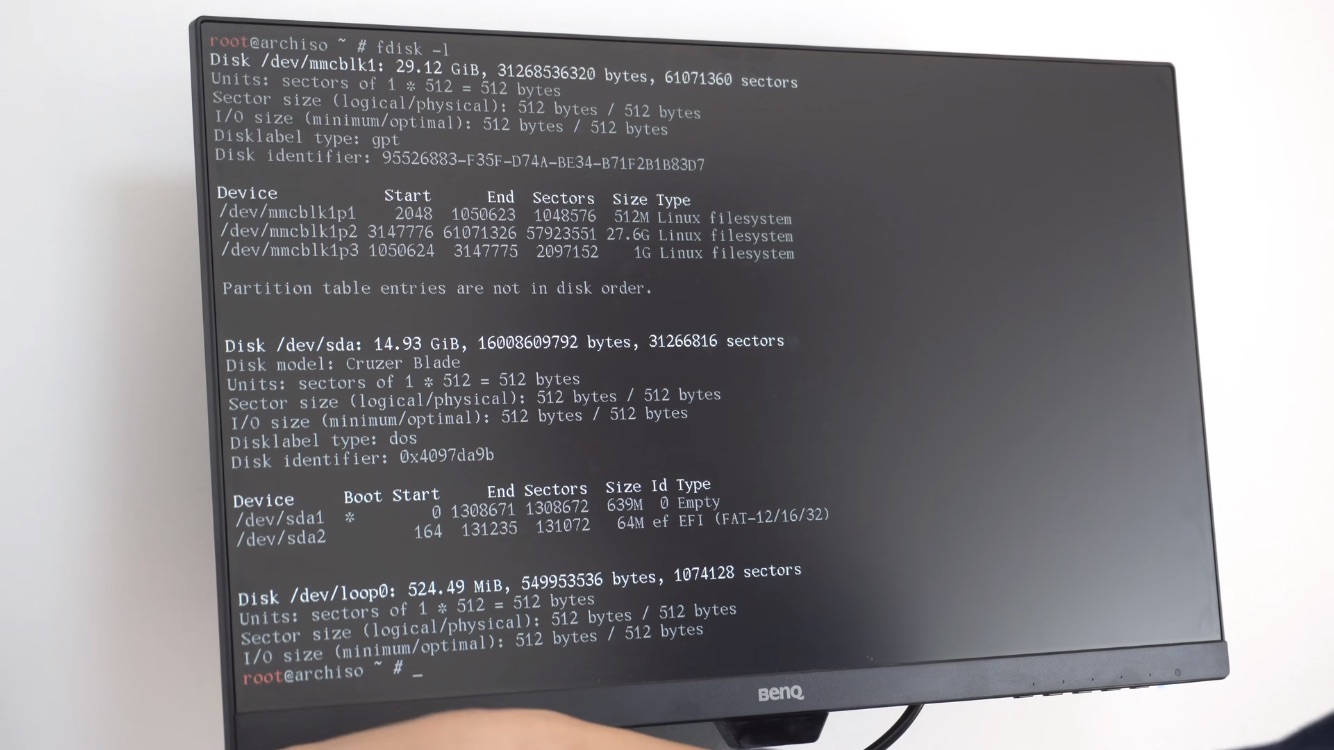 root@archiso ~ # fdisk -l
Disk /dev/mmcblk1: 29.12 GiB, 31268536320 bytes, 61071360 sectors
Units: sectors of 1 * 512 = 512 bytes
Sector size (logical/physical): 512 bytes / 512 bytes
I/O size (minimum/optimal): 512 bytes / 512 bytes
Disklabel type: gpt
Disk identifier: 95526883-F35F-D74A-BE34-B71F2B1B83D7
Device Start End Sectors Size Type
/dev/mmcblk1p1 2048 1050623 1048576 512M Linux filesystem
/dev/mmcblk1p2 3147776 61071326 57923551 27.6G Linux filesystem
/dev/mmcblk1p3 1050624 3147775 2097152 1G Linux filesystem
Partition table entries are not in disk order.
Disk /dev/sda: 14.93 GiB, 16008609792 bytes, 31266816 sectors
Disk model: Cruzer Blade
Units: sectors of 1 * 512 = 512 bytes
Sector size (logical/physical): 512 bytes / 512 bytes
I/O size (minimum/optimal): 512 bytes / 512 bytes
Disklabel type: dos
Disk identifier: 0x4097da9b
Device Boot Start End Sectors Size Id Type
/dev/sda1 * 0 1308671 1308672 639M 0 Empty
/dev/sda2 164 131235 131072 64M ef EFI (FAT-12/16/32)
Disk /dev/loop0: 524.49 MiB, 549953536 bytes, 1074128 sectors
Units: sectors of 1 * 512 = 512 bytes
Sector size (logical/physical): 512 bytes / 512 bytes
I/O size (minimum/optimal): 512 bytes / 512 bytes
root@archiso ~ # _
BenQ